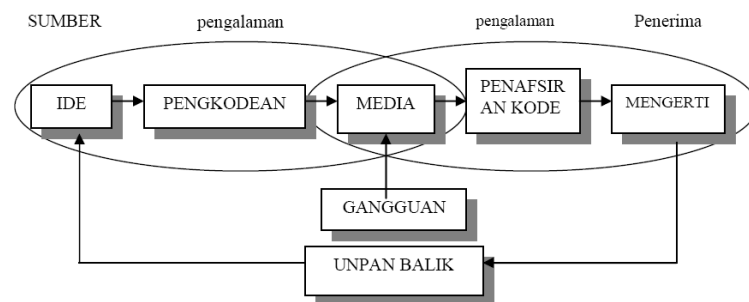 SUMBER
pengalaman
pengalaman
Penerima
IDE
PENGKODEAN
MEDIA
PENAFSIR
AN KODE
MENGERTI
GANGGUAN
UNPAN BALIK